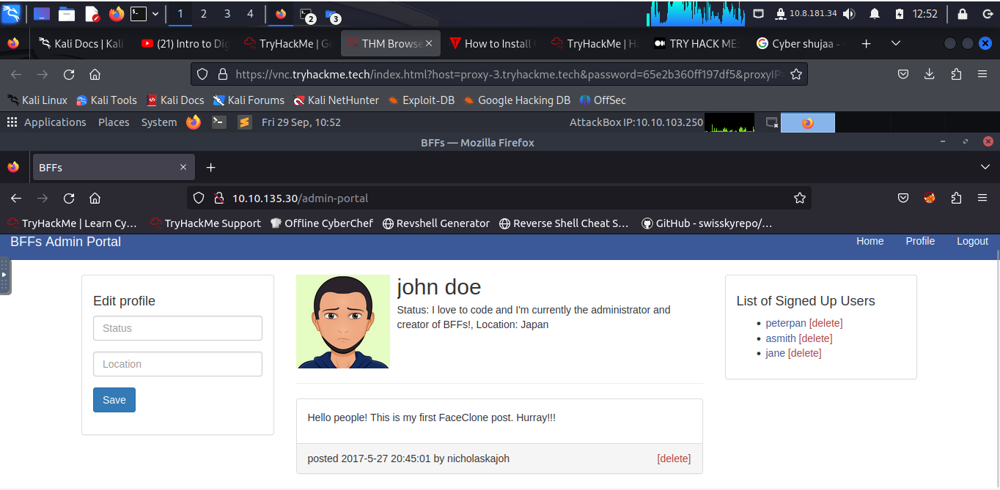 1 2 3 4 2 3 10.8.181.34 12:52
Kali Docs | Kali (21) Intro to Dig TryHackMe | G THM Browse TryHackMe | H TRY HACK ME: Cyber shujaa -
How to Install
https://vnc.tryhackme.tech/index.html?host=proxy-3.tryhackme.tech&password=65e2b360ff197df5&proxyIP=
Kali Linux Kali Tools Kali Docs Kali Forums Kali NetHunter Exploit-DB Google Hacking DB OffSec
Applications Places System Fri 29 Sep, 10:52 AttackBox IP:10.10.103.250
BFFs — Mozilla Firefox
BFFs
10.10.135.30/admin-portal
TryHackMe | Learn Cy... TryHackMe Support Offline CyberChef Revshell Generator Reverse Shell Cheat S... GitHub - swisskyrepo/...
BFFs Admin Portal Home Profile Logout
Edit profile
Status
Location
Save
john doe
Status: I love to code and I'm currently the administrator and
creator of BFFs!, Location: Japan
Hello people! This is my first FaceClone post. Hurray!!!
posted 2017-5-27 20:45:01 by nicholaskajoh [delete]
List of Signed Up Users
peterpan [delete]
asmith [delete]
jane [delete]